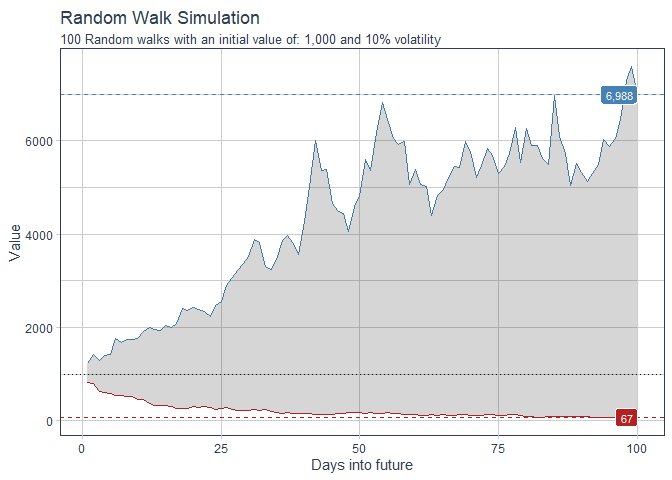 Random Walk Simulation
100 Random walks with an initial value of: 1,000 and 10% volatility
6,988
6000
4000
Value
2000
67
0
0 25 50 75 100
Days into future